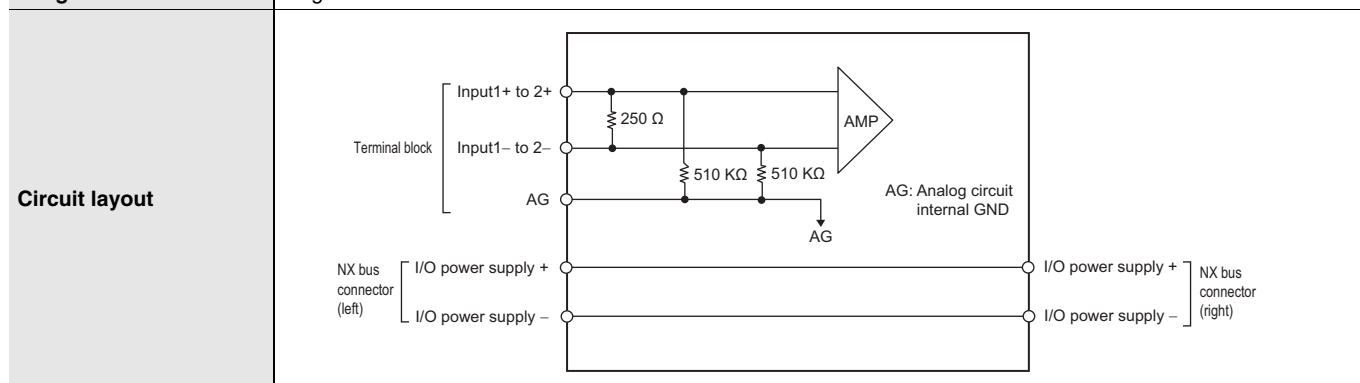 Circuit layout
Terminal block
Input1+ to 2+
Input1– to 2–
AG
250 Ω
510 KΩ
510 KΩ
AMP
AG
AG: Analog circuit
internal GND
NX bus
connector
(left)
I/O power supply +
I/O power supply –
I/O power supply +
I/O power supply –
NX bus
connector
(right)